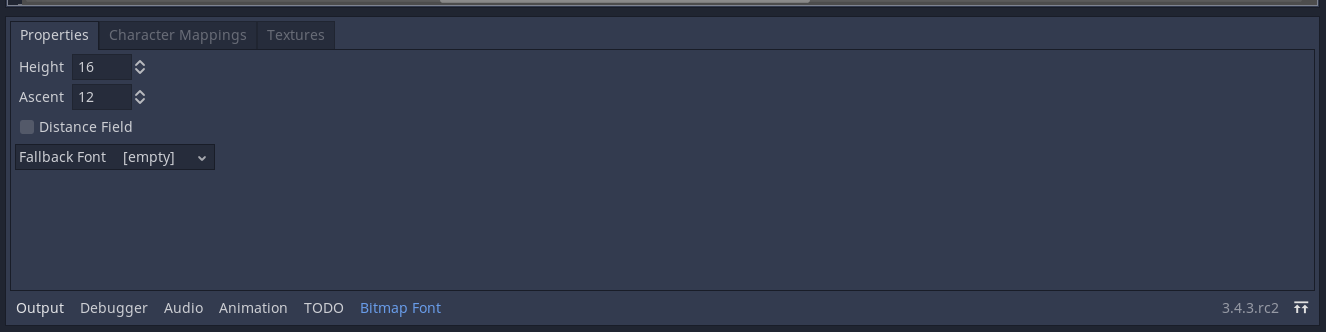 Properties Character Mappings Textures
Height 16
Ascent 12
Distance Field
Fallback Font [empty]
Output Debugger Audio Animation TODO Bitmap Font 3.4.3.rc2